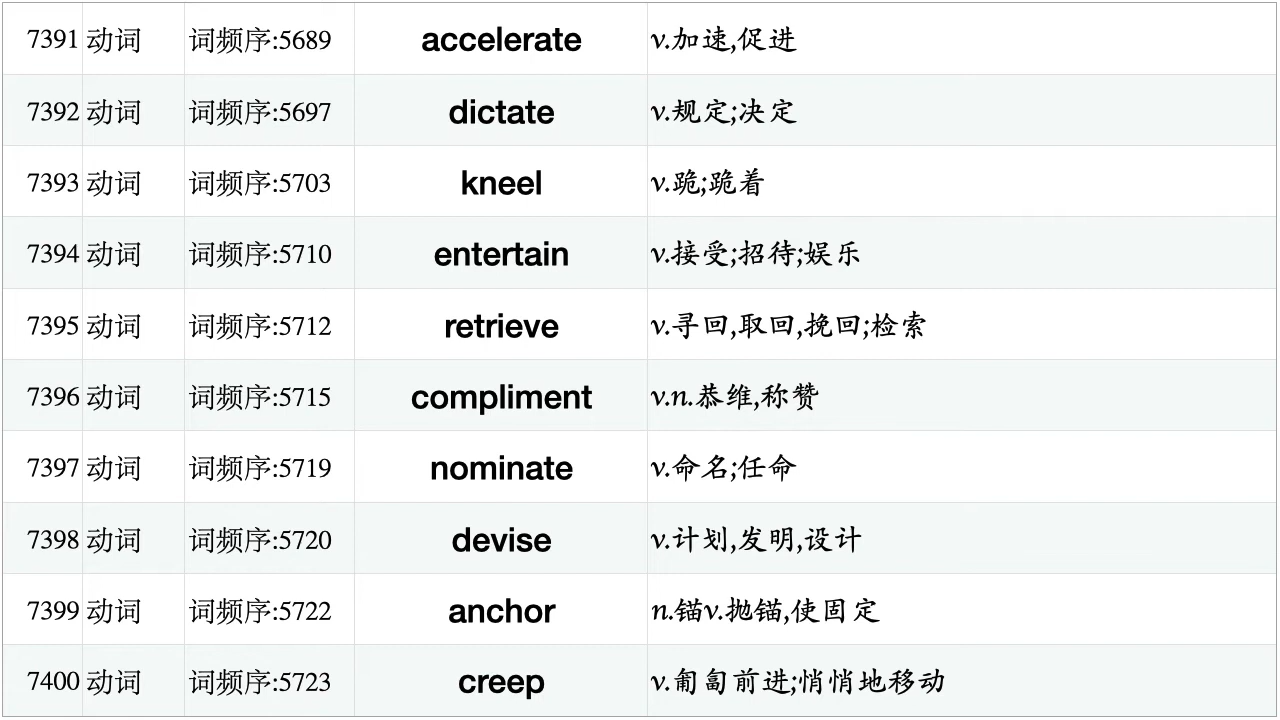 7391 动词 词频序:5689 accelerate v.加速,促进
7392 动词 词频序:5697 dictate v.规定;决定
7393 动词 词频序:5703 kneel v.跪;跪着
7394 动词 词频序:5710 entertain v.接受;招待;娱乐
7395 动词 词频序:5712 retrieve v.寻回,取回,挽回;检索
7396 动词 词频序:5715 compliment v.n.恭维,称赞
7397 动词 词频序:5719 nominate v.命名;任命
7398 动词 词频序:5720 devise v.计划,发明,设计
7399 动词 词频序:5722 anchor n.锚v.抛锚,使固定
7400 动词 词频序:5723 creep v.匍匐前进;悄悄地移动